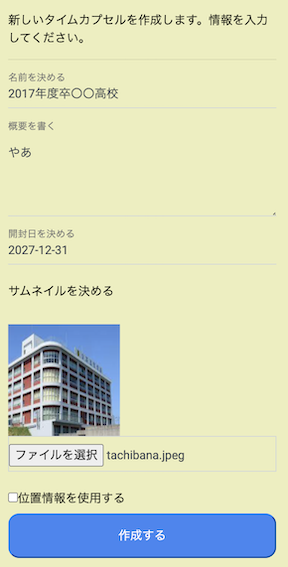 新しいタイムカプセルを作成します。情報を入力
してください。
名前を決める
2017年度卒〇〇高校
概要を書く
やあ
開封日を決める
2027-12-31
サムネイルを決める
ファイルを選択 tachibana.jpeg
位置情報を使用する
作成する